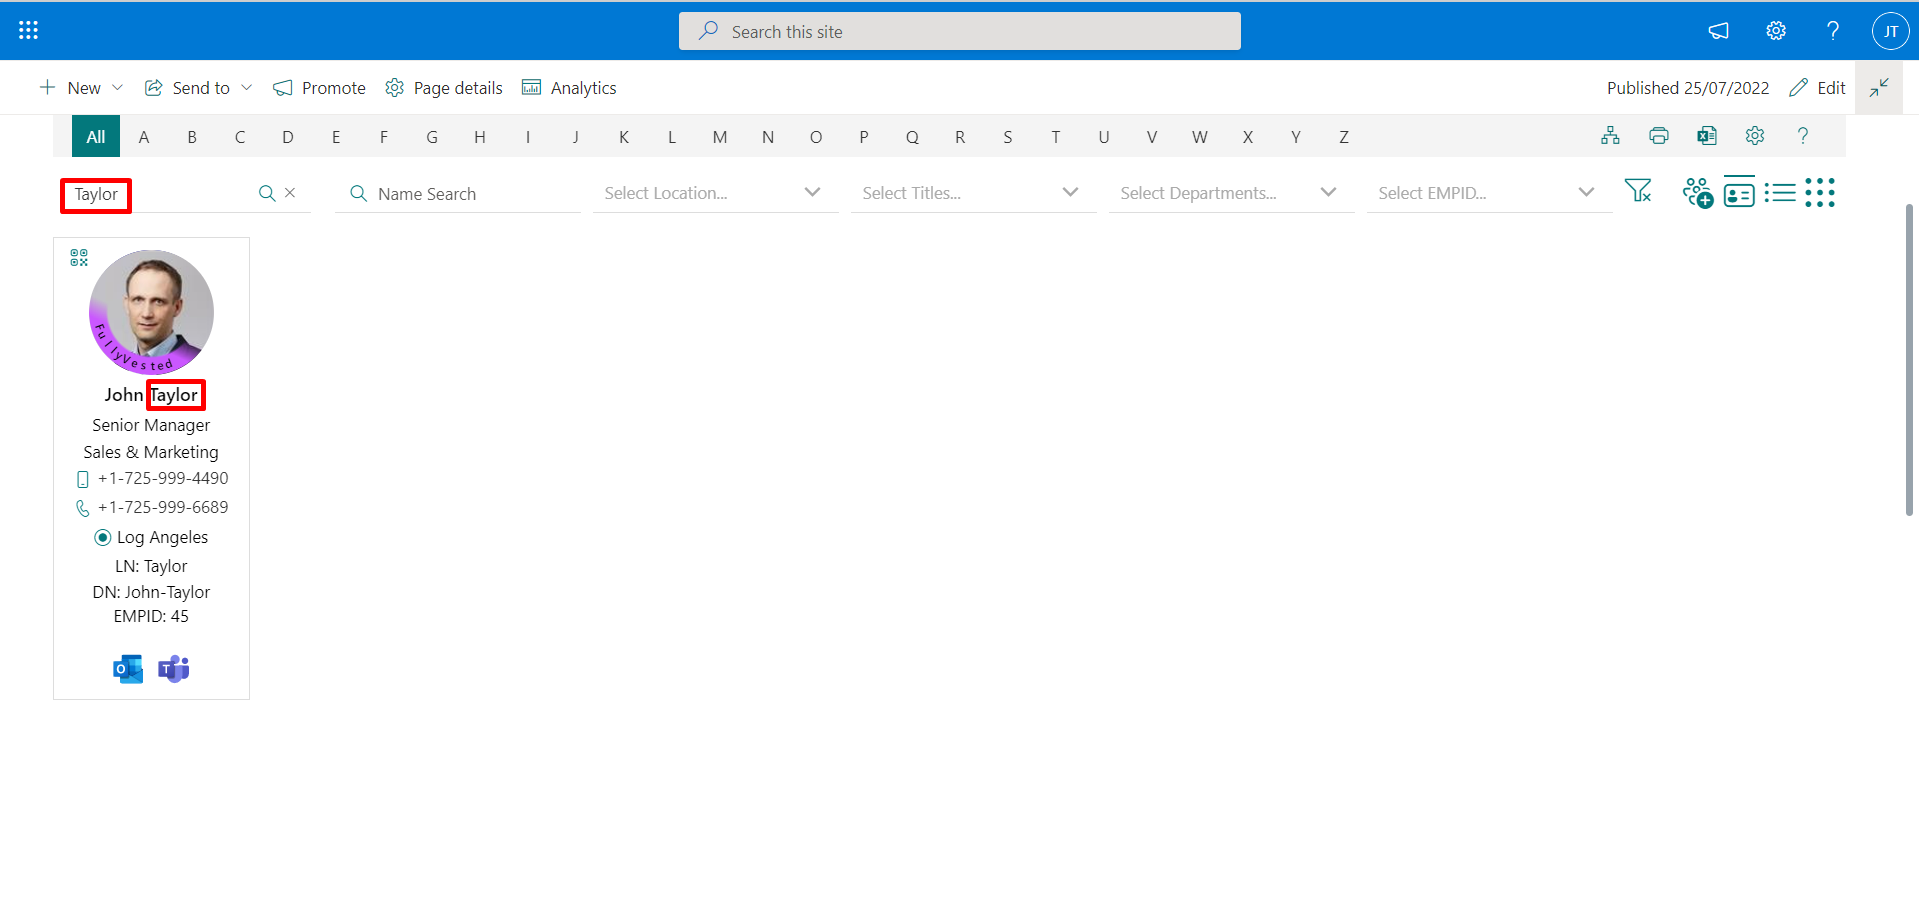 Search this site
JT
New
Send to
Promote
Page details
Analytics
Published 25/07/2022
Edit
All A B C D E F G H I J K L M N O P Q R S T U V W X Y Z
Taylor
Name Search
Select Location...
Select Titles...
Select Departments...
Select EMPID...
FullyVested
John Taylor
Senior Manager
Sales & Marketing
+1-725-999-4490
+1-725-999-6689
Log Angeles
LN: Taylor
DN: John-Taylor
EMPID: 45